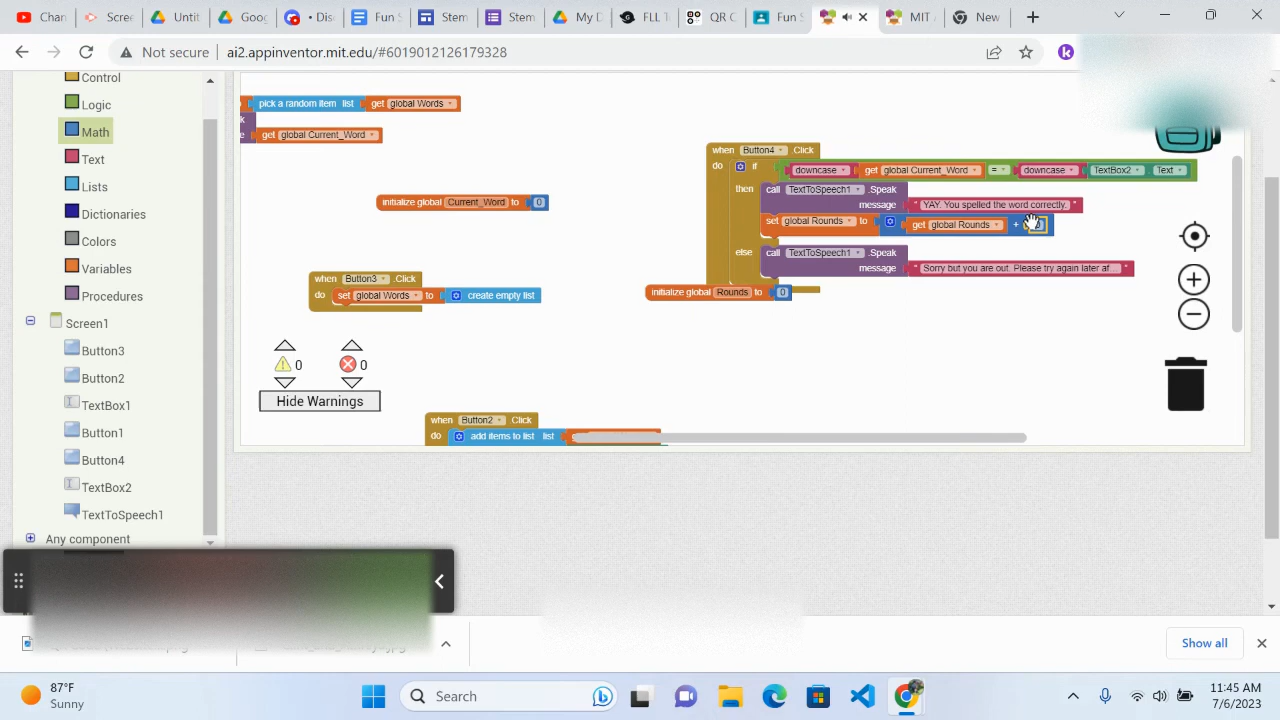 Chan
Scre
Untit
Goog
• Disc
Fun S
Stem
Stem
My D
FLL Tu
QR C
Fun S
MIT
New
Not secure
ai2.appinventor.mit.edu/#6019012126179328
Control
Logic
Math
Text
Lists
Dictionaries
Colors
Variables
Procedures
Screen1
Button3
Button2
TextBox1
Button1
Button4
TextBox2
TextToSpeech1
Any component
pick a random item list get global Words
get global Current_Word
initialize global Current_Word to 0
when Button3 .Click
do set global Words to create empty list
when Button4 .Click
do if downcase get global Current_Word = downcase TextBox2 . Text
then call TextToSpeech1 .Speak
message " YAY. You spelled the word correctly. "
set global Rounds to get global Rounds +
else call TextToSpeech1 .Speak
message " Sorry but you are out. Please try again later af... "
initialize global Rounds to 0
0 0
Hide Warnings
when Button2 .Click
do add items to list list
Show all
87°F
Sunny
Search
11:45 AM
7/6/2023